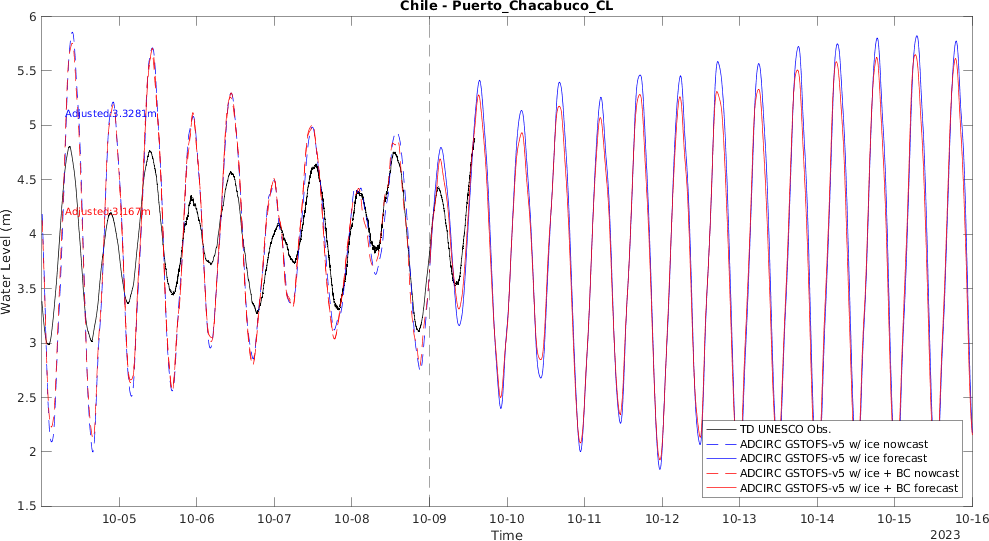 Chile - Puerto_Chacabuco_CL
6
5.5
5
4.5
4
3.5
3
2.5
2
1.5
Water Level (m)
Adjusted:3.3281m
Adjusted:3.167m
TD UNESCO Obs.
ADCIRC GSTOFS-v5 w/ ice nowcast
ADCIRC GSTOFS-v5 w/ ice forecast
ADCIRC GSTOFS-v5 w/ ice + BC nowcast
ADCIRC GSTOFS-v5 w/ ice + BC forecast
10-05 10-06 10-07 10-08 10-09 10-10 10-11 10-12 10-13 10-14 10-15 10-16
Time
2023